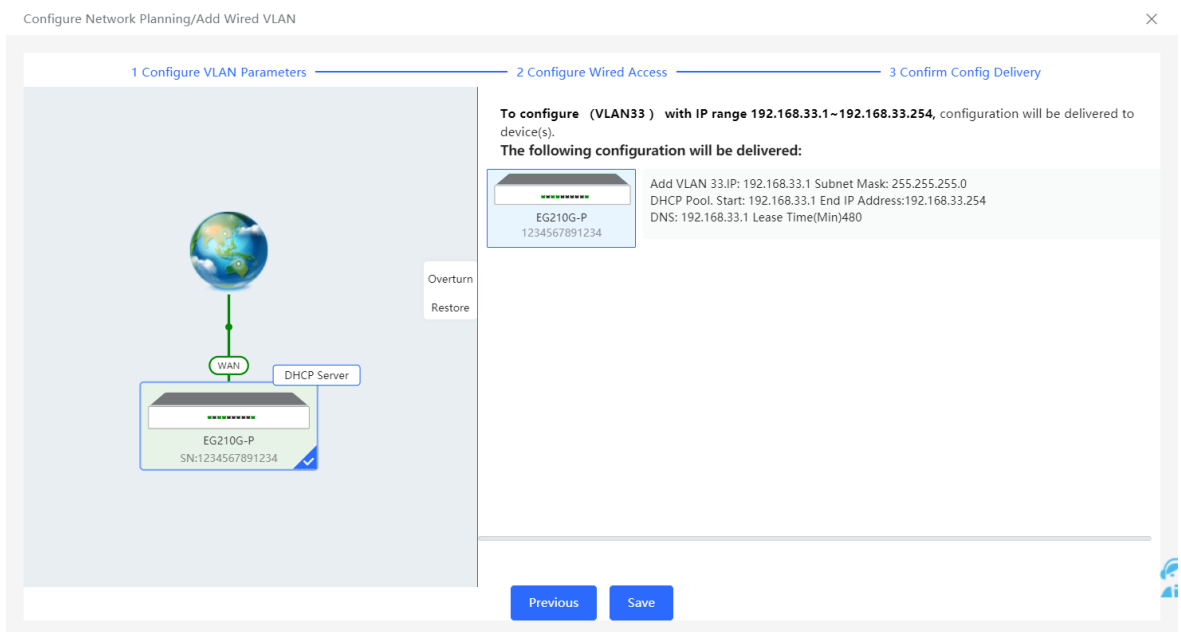 Configure Network Planning/Add Wired VLAN
1 Configure VLAN Parameters
2 Configure Wired Access
3 Confirm Config Delivery
Overturn
Restore
WAN
DHCP Server
EG210G-P
SN:1234567891234
To configure （VLAN33 ） with IP range 192.168.33.1~192.168.33.254, configuration will be delivered to
device(s).
The following configuration will be delivered:
EG210G-P
1234567891234
Add VLAN 33.IP: 192.168.33.1 Subnet Mask: 255.255.255.0
DHCP Pool. Start: 192.168.33.1 End IP Address:192.168.33.254
DNS: 192.168.33.1 Lease Time(Min)480
Previous
Save